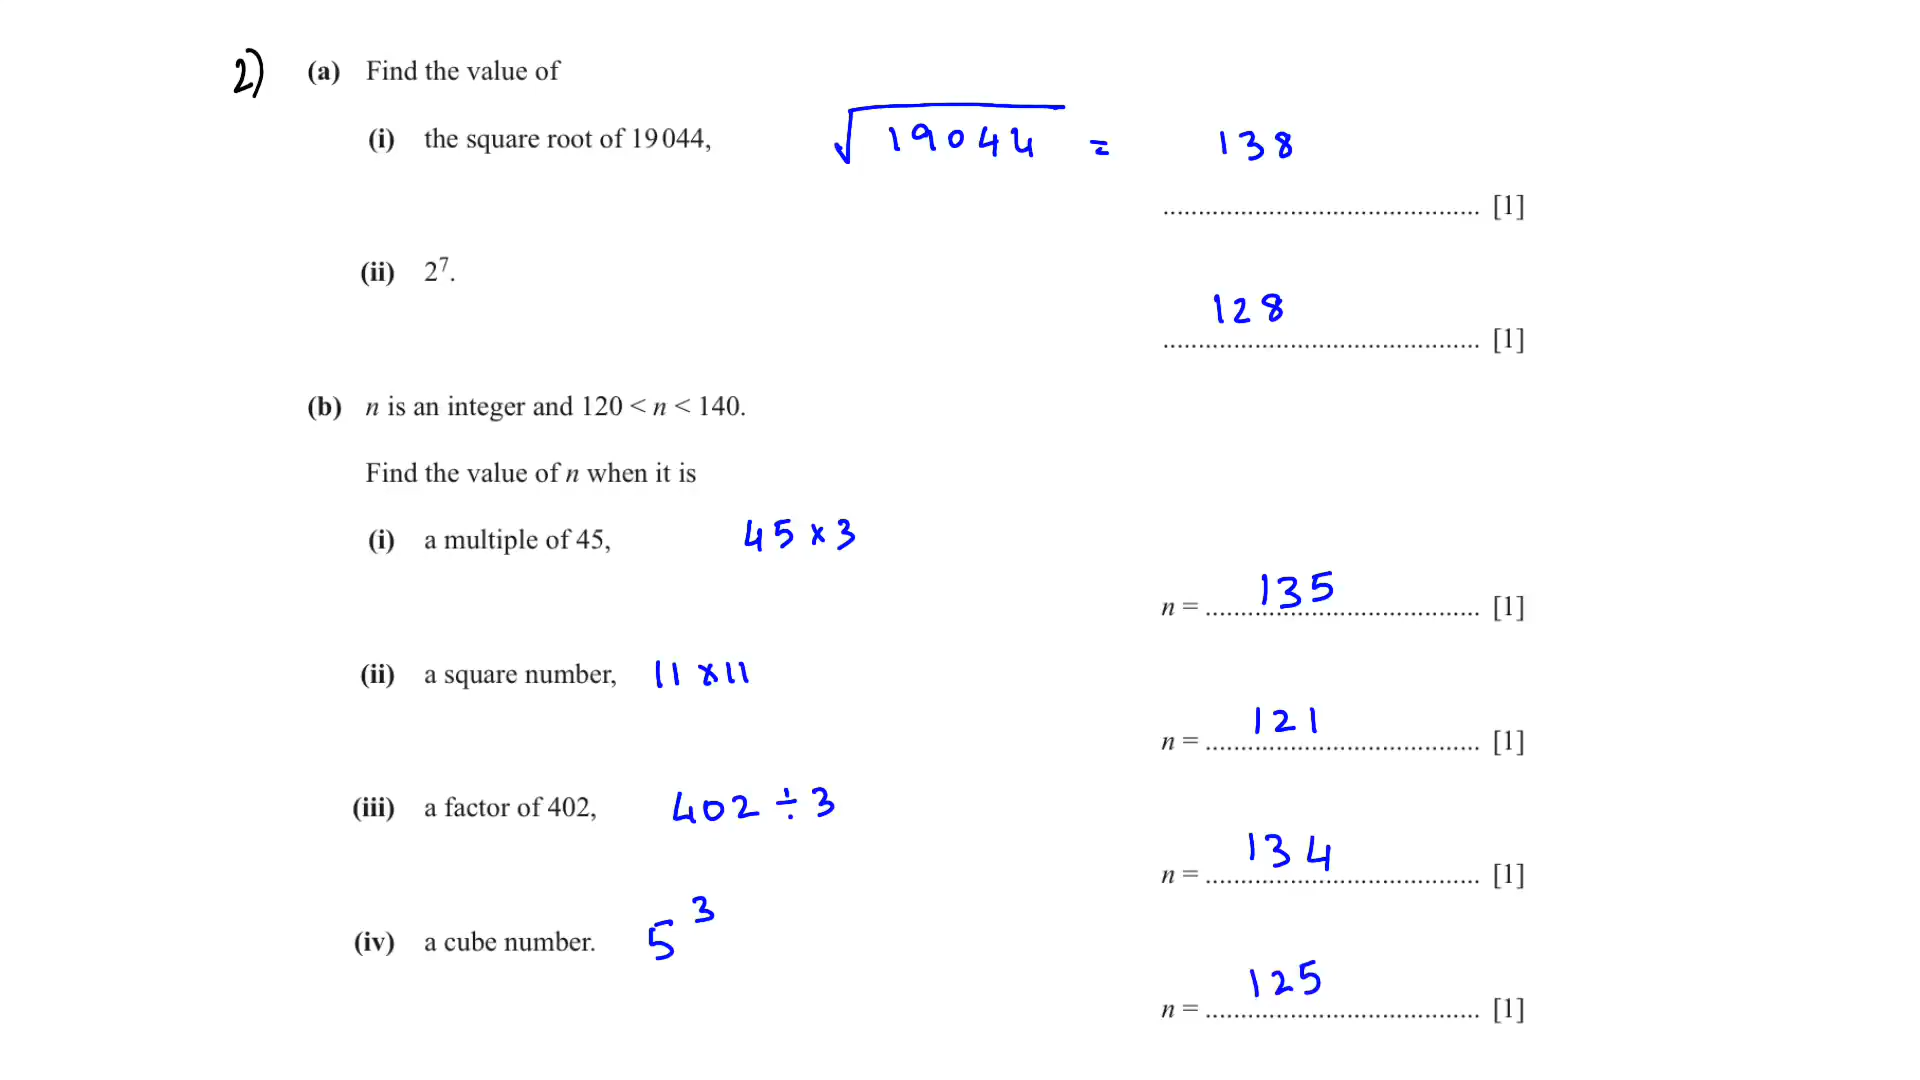 2) (a) Find the value of
(i) the square root of 19 044, √19044 = 138
.............................................. [1]
(ii) 2⁷.
128
.............................................. [1]
(b) n is an integer and 120 < n < 140.
Find the value of n when it is
(i) a multiple of 45, 45 × 3
n = 135 ........................................ [1]
(ii) a square number, 11 × 11
n = 121 ........................................ [1]
(iii) a factor of 402, 402 ÷ 3
n = 134 ........................................ [1]
(iv) a cube number. 5³
n = 125 ........................................ [1]